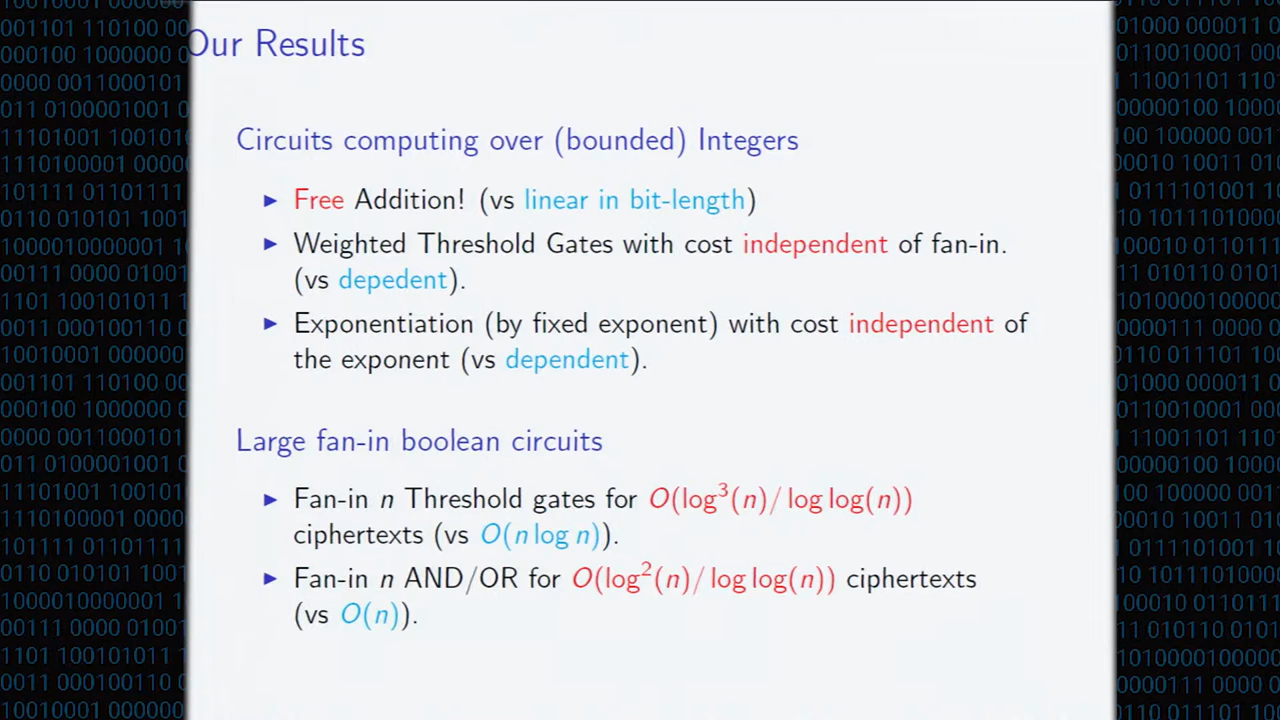 Our Results
Circuits computing over (bounded) Integers
▶ Free Addition! (vs linear in bit-length)
▶ Weighted Threshold Gates with cost independent of fan-in.
(vs depedent).
▶ Exponentiation (by fixed exponent) with cost independent of
the exponent (vs dependent).
Large fan-in boolean circuits
▶ Fan-in n Threshold gates for O(log³(n)/ log log(n))
ciphertexts (vs O(n log n)).
▶ Fan-in n AND/OR for O(log²(n)/ log log(n)) ciphertexts
(vs O(n)).